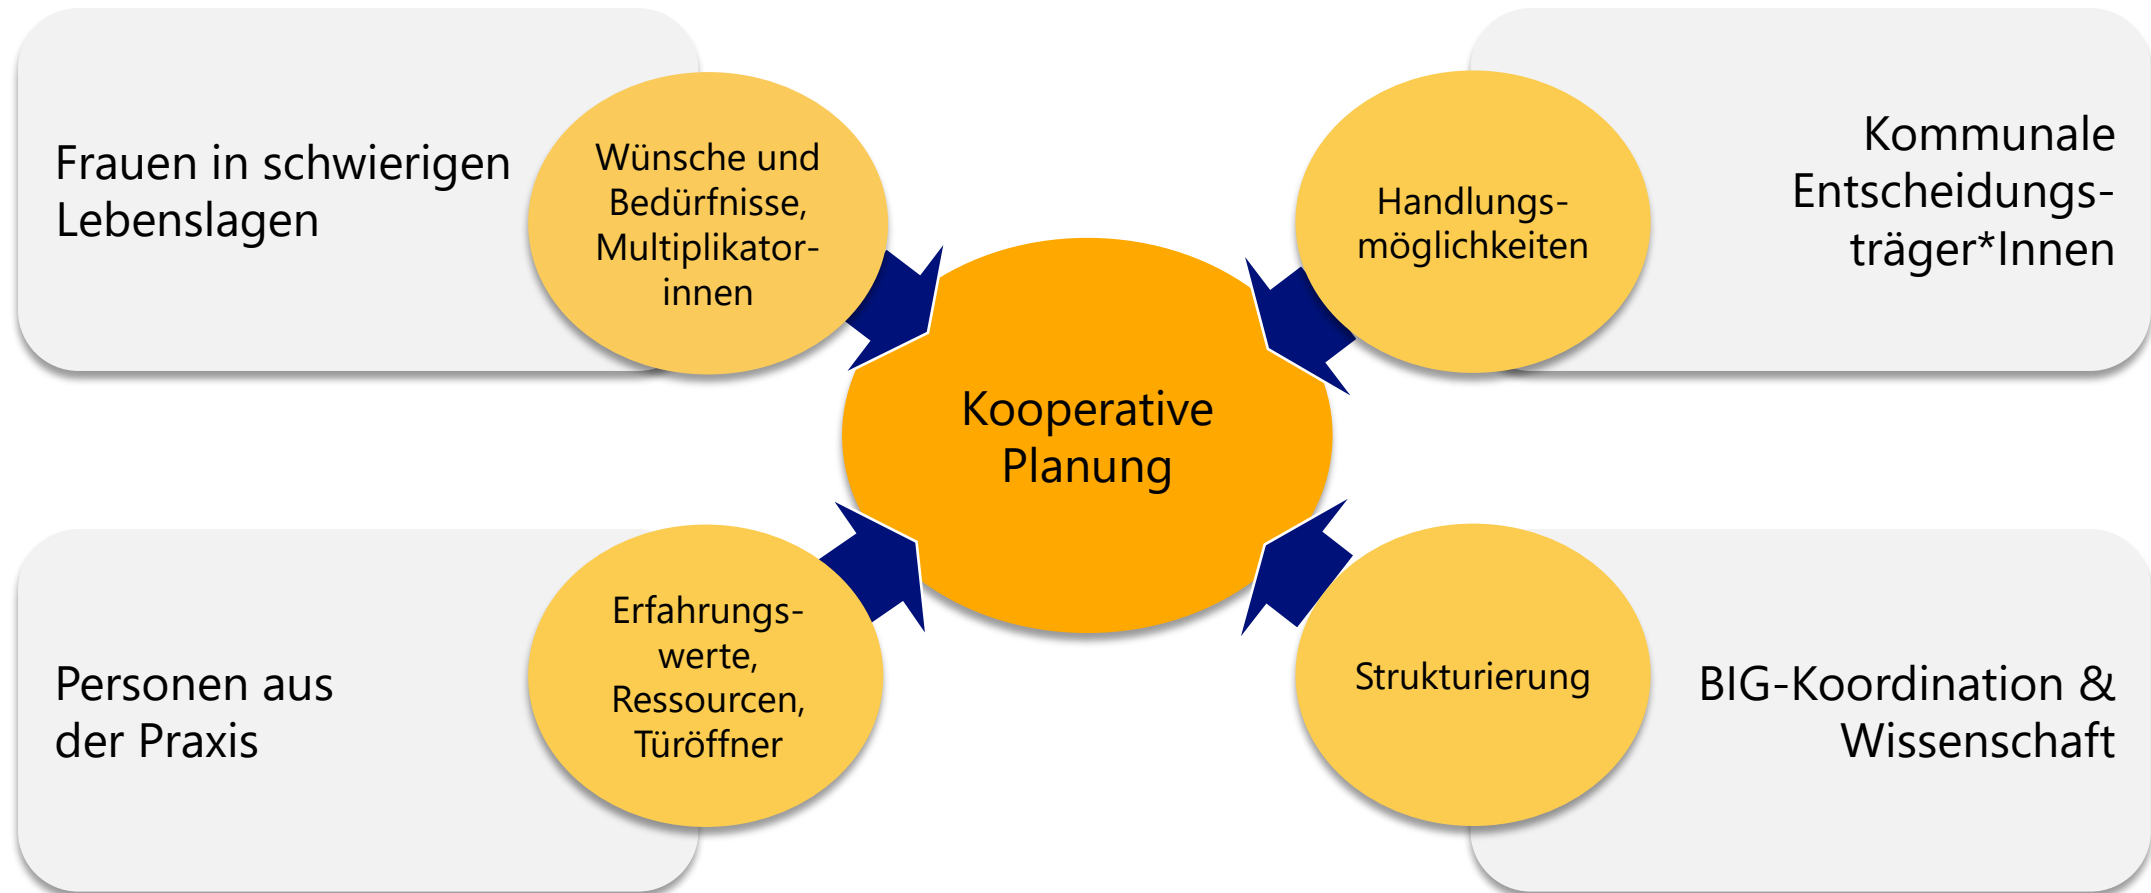 Frauen in schwierigen
Lebenslagen
Wünsche und
Bedürfnisse,
Multiplikator-
innen
Handlungs-
möglichkeiten
Kommunale
Entscheidungs-
träger*Innen
Kooperative
Planung
Personen aus
der Praxis
Erfahrungs-
werte,
Ressourcen,
Türöffner
Strukturierung
BIG-Koordination &
Wissenschaft